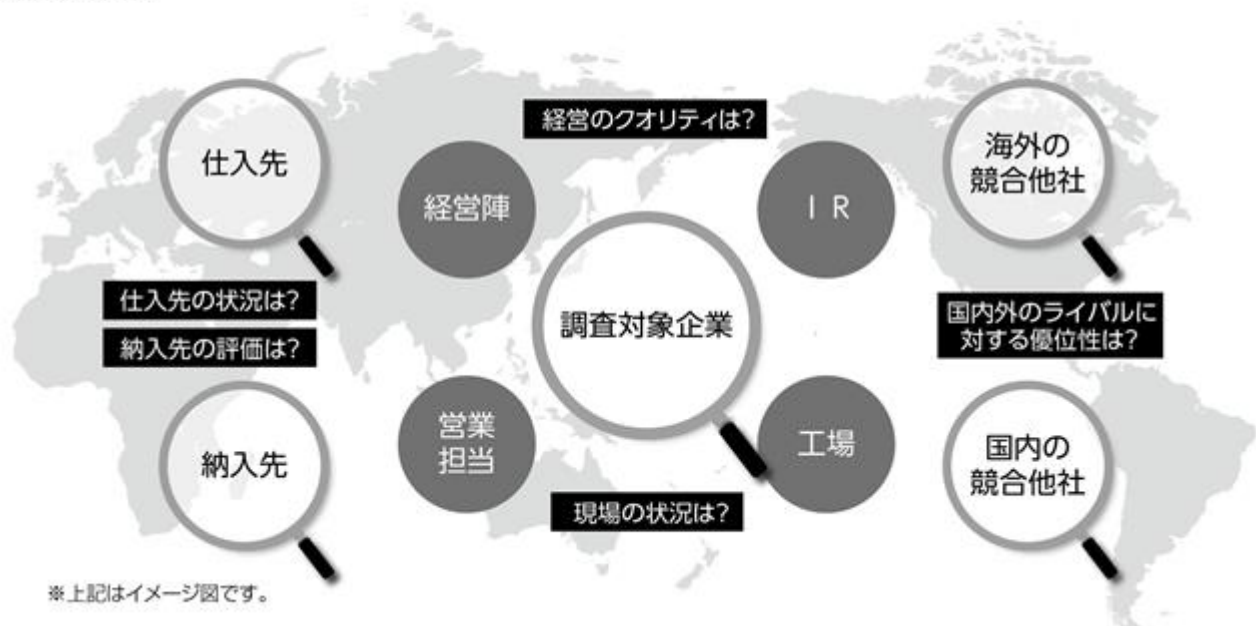 仕入先
仕入先の状況は?
納入先の評価は?
納入先
経営のクオリティは?
経営陣
IR
調査対象企業
営業
担当
工場
現場の状況は?
海外の
競合他社
国内外のライバルに
対する優位性は?
国内の
競合他社
※上記はイメージ図です。